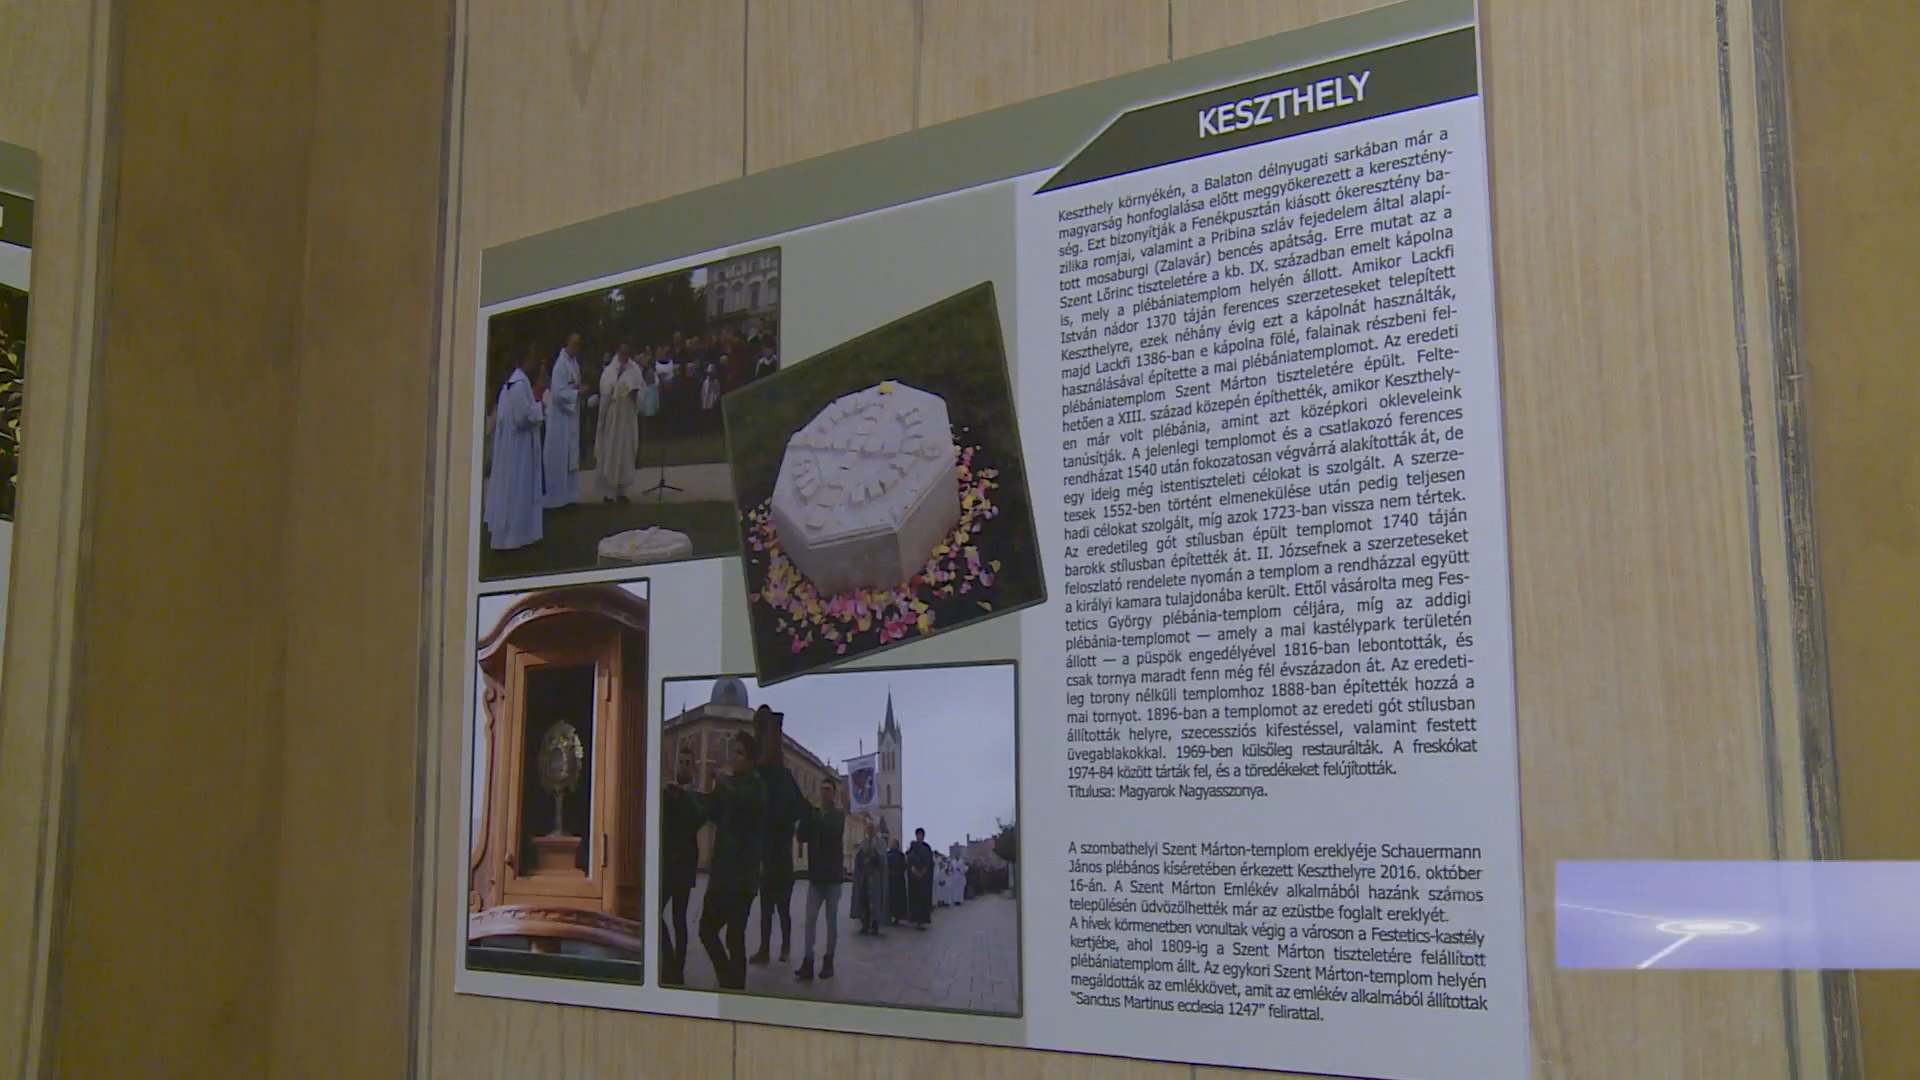 KESZTHELY
Keszthely környékén, a Balaton délnyugati sarkában már a
magyarság honfoglalása előtt meggyökerezett a keresztény-
ség. Ezt bizonyítják a Fenékpusztán kiásott ókeresztény ba-
zilika romjai, valamint a Pribina szláv fejedelem által alapí-
tott mosaburgi (Zalavár) bencés apátság. Erre mutat az a
Szent Lőrinc tiszteletére a kb. IX. században emelt kápolna
is, mely a plébániatemplom helyén állott. Amikor Lackfi
István nádor 1370 táján ferences szerzeteseket telepített
Keszthelyre, ezek néhány évig ezt a kápolnát használták,
majd Lackfi 1386-ban e kápolna fölé, falainak részbeni fel-
használásával építette a mai plébániatemplomot. Az eredeti
plébániatemplom Szent Márton tiszteletére épült. Felte-
hetően a XIII. század közepén építhették, amikor Keszthely-
en már volt plébánia, amint azt középkori okleveleink
tanúsítják. A jelenlegi templomot és a csatlakozó ferences
rendházat 1540 után fokozatosan végvárrá alakították át, de
egy ideig még istentiszteleti célokat is szolgált. A szerze-
tesek 1552-ben történt elmenekülése után pedig teljesen
hadi célokat szolgált, míg azok 1723-ban vissza nem tértek.
Az eredetileg gót stílusban épült templomot 1740 táján
barokk stílusban építették át. II. Józsefnek a szerzeteseket
feloszlató rendelete nyomán a templom a rendházzal együtt
a királyi kamara tulajdonába került. Ettől vásárolta meg Fes-
tetics György plébánia-templom céljára, míg az addigi
plébánia-templomot — amely a mai kastélypark területén
állott — a püspök engedélyével 1816-ban lebontották, és
csak tornya maradt fenn még fél évszázadon át. Az eredeti-
leg torony nélküli templomhoz 1888-ban építették hozzá a
mai tornyot. 1896-ban a templomot az eredeti gót stílusban
állították helyre, szecessziós kifestéssel, valamint festett
üvegablakokkal. 1969-ben külsőleg restaurálták. A freskókat
1974-84 között tárták fel, és a töredékeket felújították.
Titulusa: Magyarok Nagyasszonya.
A szombathelyi Szent Márton-templom ereklyéje Schauermann
János plébános kíséretében érkezett Keszthelyre 2016. október
16-án. A Szent Márton Emlékév alkalmából hazánk számos
településén üdvözölhették már az ezüstbe foglalt ereklyét.
A hívek körmenetben vonultak végig a városon a Festetics-kastély
kertjébe, ahol 1809-ig a Szent Márton tiszteletére felállított
plébániatemplom állt. Az egykori Szent Márton-templom helyén
megáldották az emlékkövet, amit az emlékév alkalmából állítottak
"Sanctus Martinus ecclesia 1247" felirattal.